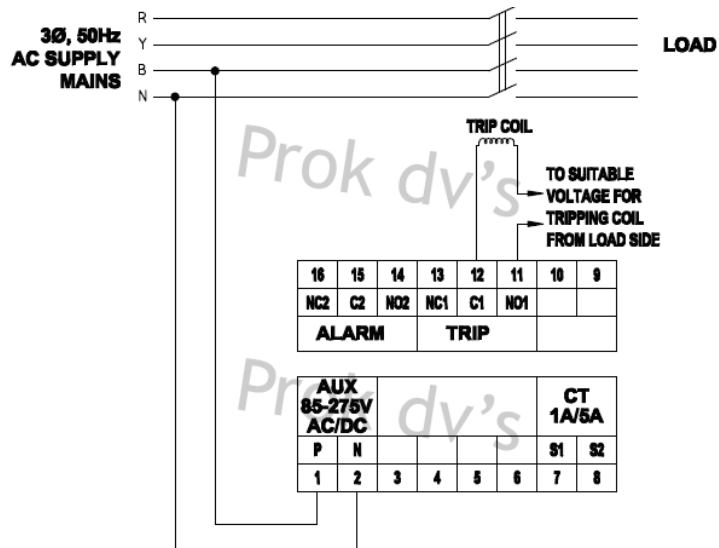 R
3Ø, 50Hz
Y
LOAD
AC SUPPLY
B
MAINS
N
TRIP COIL
Prok dv's
TO SUITABLE
VOLTAGE FOR
TRIPPING COIL
FROM LOAD SIDE
16 15 14 13 12 11 10 9
NC2 C2 NO2 NC1 C1 NO1
ALARM TRIP
Prok dv's
AUX
85-275V
AC/DC
CT
1A/5A
P N S1 S2
1 2 3 4 5 6 7 8